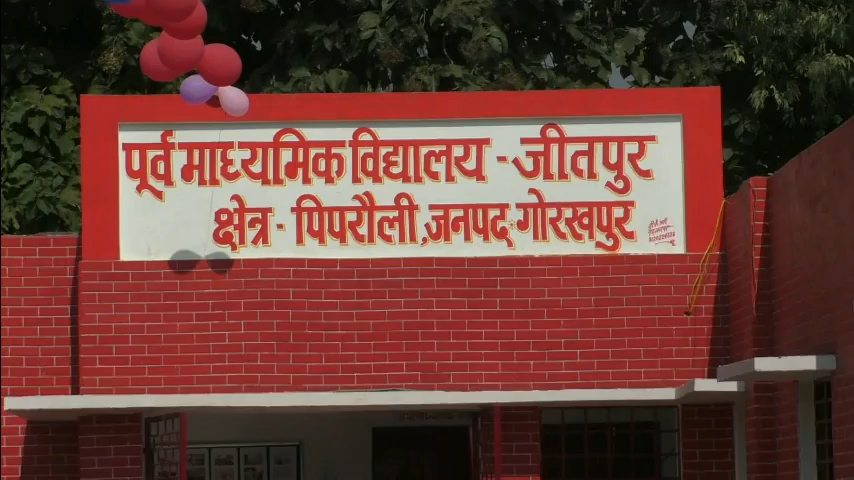 पूर्व माध्यमिक विद्यालय - जीतपुर
क्षेत्र - पिपरौली, जनपद - गोरखपुर